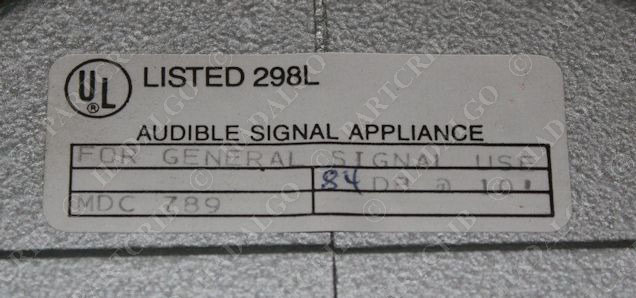 UL ® LISTED 298L
AUDIBLE SIGNAL APPLIANCE
FOR GENERAL SIGNAL USE
84 DB @ 10'
MDC 789